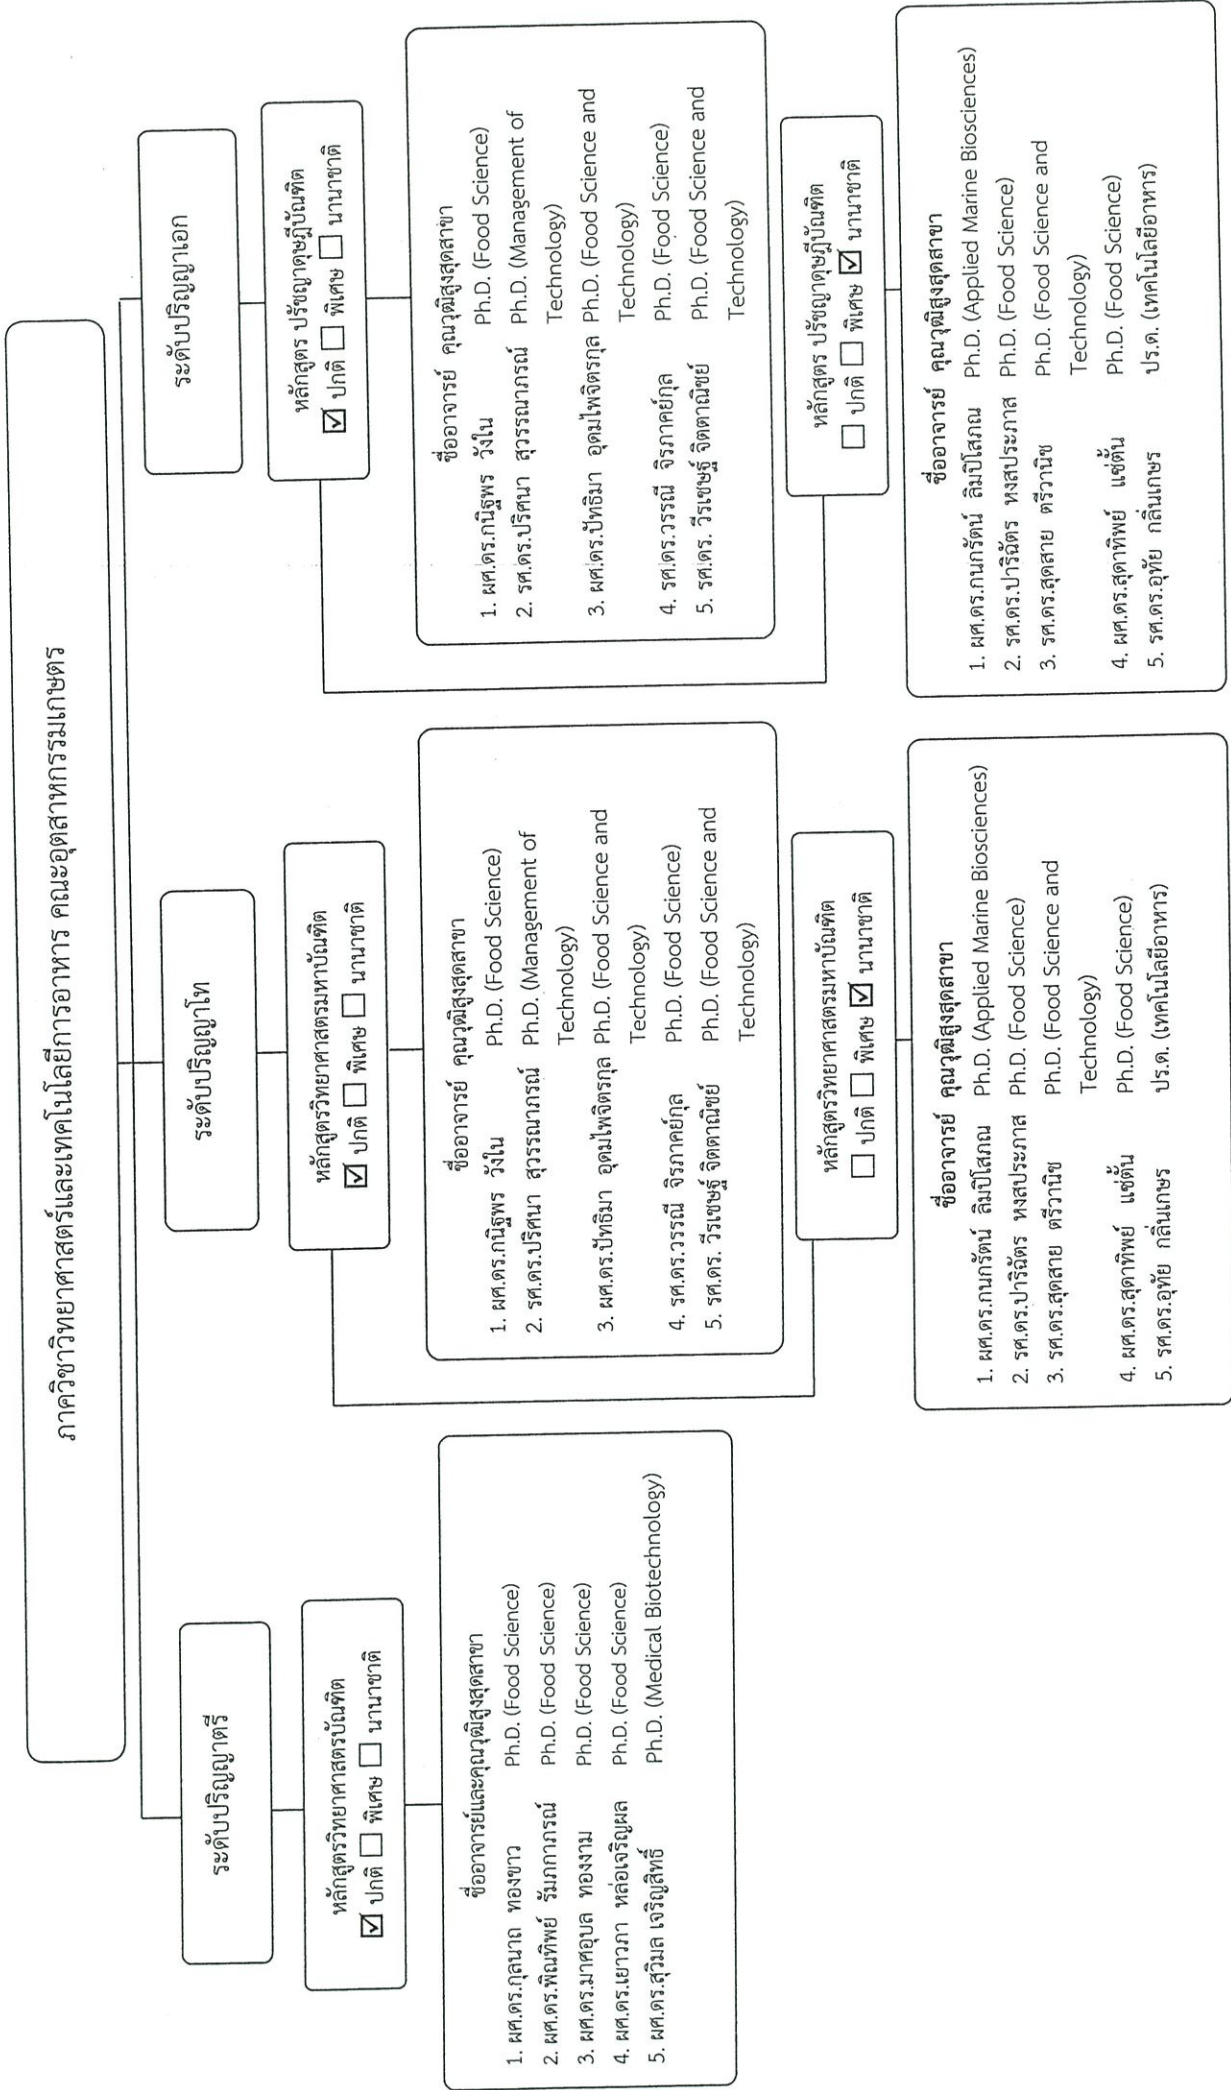 ภาควิชาวิทยาศาสตร์และเทคโนโลยีการอาหาร คณะอุตสาหกรรมเกษตร
ระดับปริญญาตรี
หลักสูตรวิทยาศาสตรบัณฑิต
☑ ปกติ ☐ พิเศษ ☐ นานาชาติ
ชื่ออาจารย์และคุณวุฒิสูงสุดสาขา
1. ผศ.ดร.กุลนาถ ทองขาว Ph.D. (Food Science)
2. ผศ.ดร.พิณทิพย์ รัมภกาภรณ์ Ph.D. (Food Science)
3. ผศ.ดร.มาศอุบล ทองงาม Ph.D. (Food Science)
4. ผศ.ดร.เยาวภา หล่อเจริญผล Ph.D. (Food Science)
5. ผศ.ดร.สุวิมล เจริญสิทธิ์ Ph.D. (Medical Biotechnology)
ระดับปริญญาโท
หลักสูตรวิทยาศาสตรมหาบัณฑิต
☑ ปกติ ☐ พิเศษ ☐ นานาชาติ
ชื่ออาจารย์ คุณวุฒิสูงสุดสาขา
1. ผศ.ดร.กนิฐพร วังใน Ph.D. (Food Science)
2. รศ.ดร.ปริศนา สุวรรณาภรณ์ Ph.D. (Management of
Technology)
3. ผศ.ดร.ปัทธิมา อุดมไพจิตรกุล Ph.D. (Food Science and
Technology)
4. รศ.ดร.วรรณี จิรภาคย์กุล Ph.D. (Food Science)
5. รศ.ดร. วีรเชษฐ์ จิตตาณิชย์ Ph.D. (Food Science and
Technology)
หลักสูตรวิทยาศาสตรมหาบัณฑิต
☐ ปกติ ☐ พิเศษ ☑ นานาชาติ
ชื่ออาจารย์ คุณวุฒิสูงสุดสาขา
1. ผศ.ดร.กนกรัตน์ ลิมปิโสภณ Ph.D. (Applied Marine Biosciences)
2. รศ.ดร.ปาริฉัตร หงสประภาส Ph.D. (Food Science)
3. รศ.ดร.สุดสาย ตรีวานิช Ph.D. (Food Science and
Technology)
4. ผศ.ดร.สุดาทิพย์ แซ่ตั้น Ph.D. (Food Science)
5. รศ.ดร.อุทัย กลิ่นเกษร ปร.ด. (เทคโนโลยีอาหาร)
ระดับปริญญาเอก
หลักสูตร ปรัชญาดุษฎีบัณฑิต
☑ ปกติ ☐ พิเศษ ☐ นานาชาติ
ชื่ออาจารย์ คุณวุฒิสูงสุดสาขา
1. ผศ.ดร.กนิฐพร วังใน Ph.D. (Food Science)
2. รศ.ดร.ปริศนา สุวรรณาภรณ์ Ph.D. (Management of
Technology)
3. ผศ.ดร.ปัทธิมา อุดมไพจิตรกุล Ph.D. (Food Science and
Technology)
4. รศ.ดร.วรรณี จิรภาคย์กุล Ph.D. (Food Science)
5. รศ.ดร. วีรเชษฐ์ จิตตาณิชย์ Ph.D. (Food Science and
Technology)
หลักสูตร ปรัชญาดุษฎีบัณฑิต
☐ ปกติ ☐ พิเศษ ☑ นานาชาติ
ชื่ออาจารย์ คุณวุฒิสูงสุดสาขา
1. ผศ.ดร.กนกรัตน์ ลิมปิโสภณ Ph.D. (Applied Marine Biosciences)
2. รศ.ดร.ปาริฉัตร หงสประภาส Ph.D. (Food Science)
3. รศ.ดร.สุดสาย ตรีวานิช Ph.D. (Food Science and
Technology)
4. ผศ.ดร.สุดาทิพย์ แซ่ตั้น Ph.D. (Food Science)
5. รศ.ดร.อุทัย กลิ่นเกษร ปร.ด. (เทคโนโลยีอาหาร)